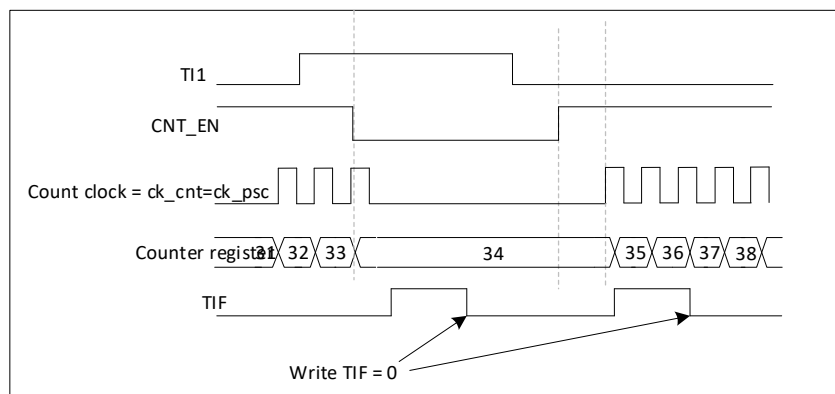 TI1
CNT_EN
Count clock = ck_cnt=ck_psc
Counter register 31 32 33 34 35 36 37 38
TIF
Write TIF = 0